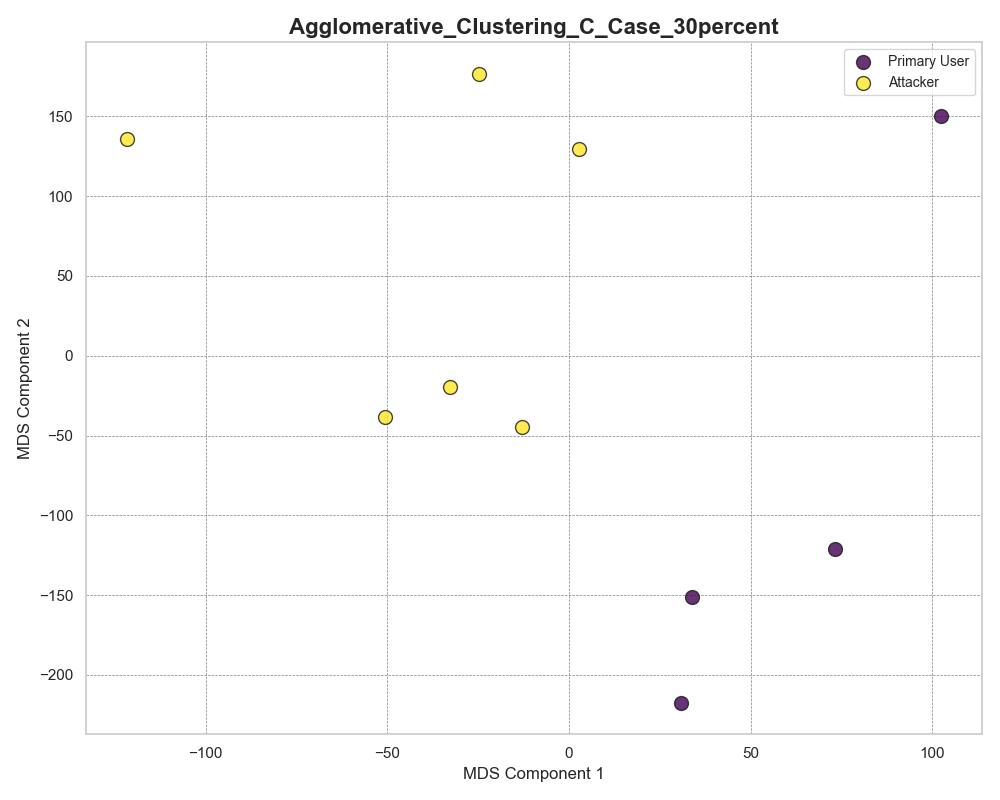 Agglomerative_Clustering_C_Case_30percent
Primary User
Attacker
150
100
50
0
−50
−100
−150
−200
MDS Component 2
−100
−50
0
50
100
MDS Component 1